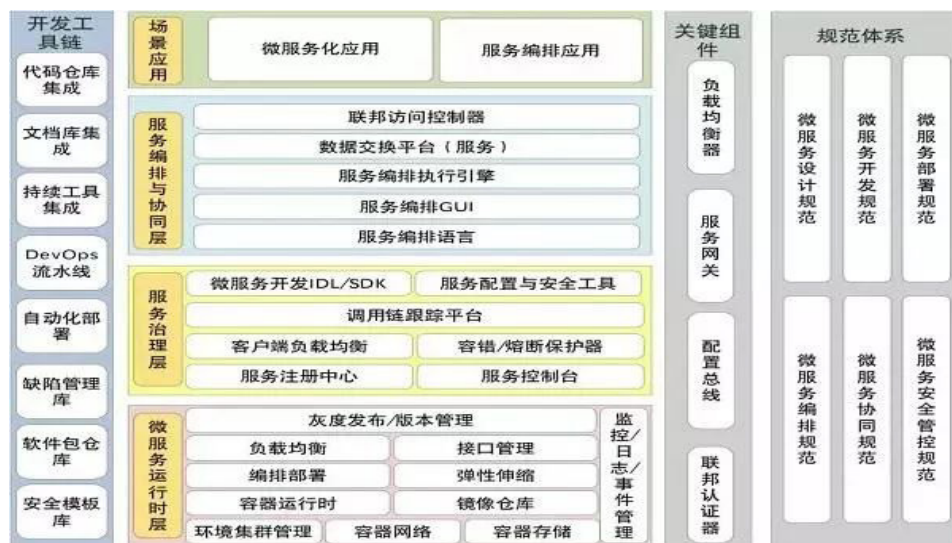 开发工
具链
代码仓库
集成
文档库集
成
持续工具
集成
DevOps
流水线
自动化部
署
缺陷管理
库
软件包仓
库
安全模板
库
场景应用
微服务化应用
服务编排应用
服务编排与协同层
联邦访问控制器
数据交换平台（服务）
服务编排执行引擎
服务编排GUI
服务编排语言
服务治理层
微服务开发IDL/SDK
服务配置与安全工具
调用链跟踪平台
客户端负载均衡
容错/熔断保护器
服务注册中心
服务控制台
微服务运行时层
灰度发布/版本管理
负载均衡
接口管理
编排部署
弹性伸缩
容器运行时
镜像仓库
环境集群管理
容器网络
容器存储
监控/日志/事件管理
关键组
件
负载均衡器
服务网关
配置总线
联邦认证器
规范体系
微服务设计规范
微服务开发规范
微服务部署规范
微服务编排规范
微服务协同规范
微服务安全管控规范